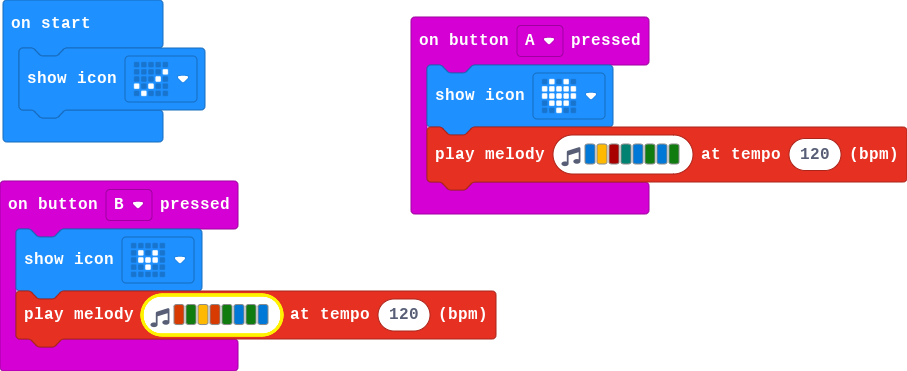 on start
show icon
on button A pressed
show icon
play melody at tempo 120 (bpm)
on button B pressed
show icon
play melody at tempo 120 (bpm)